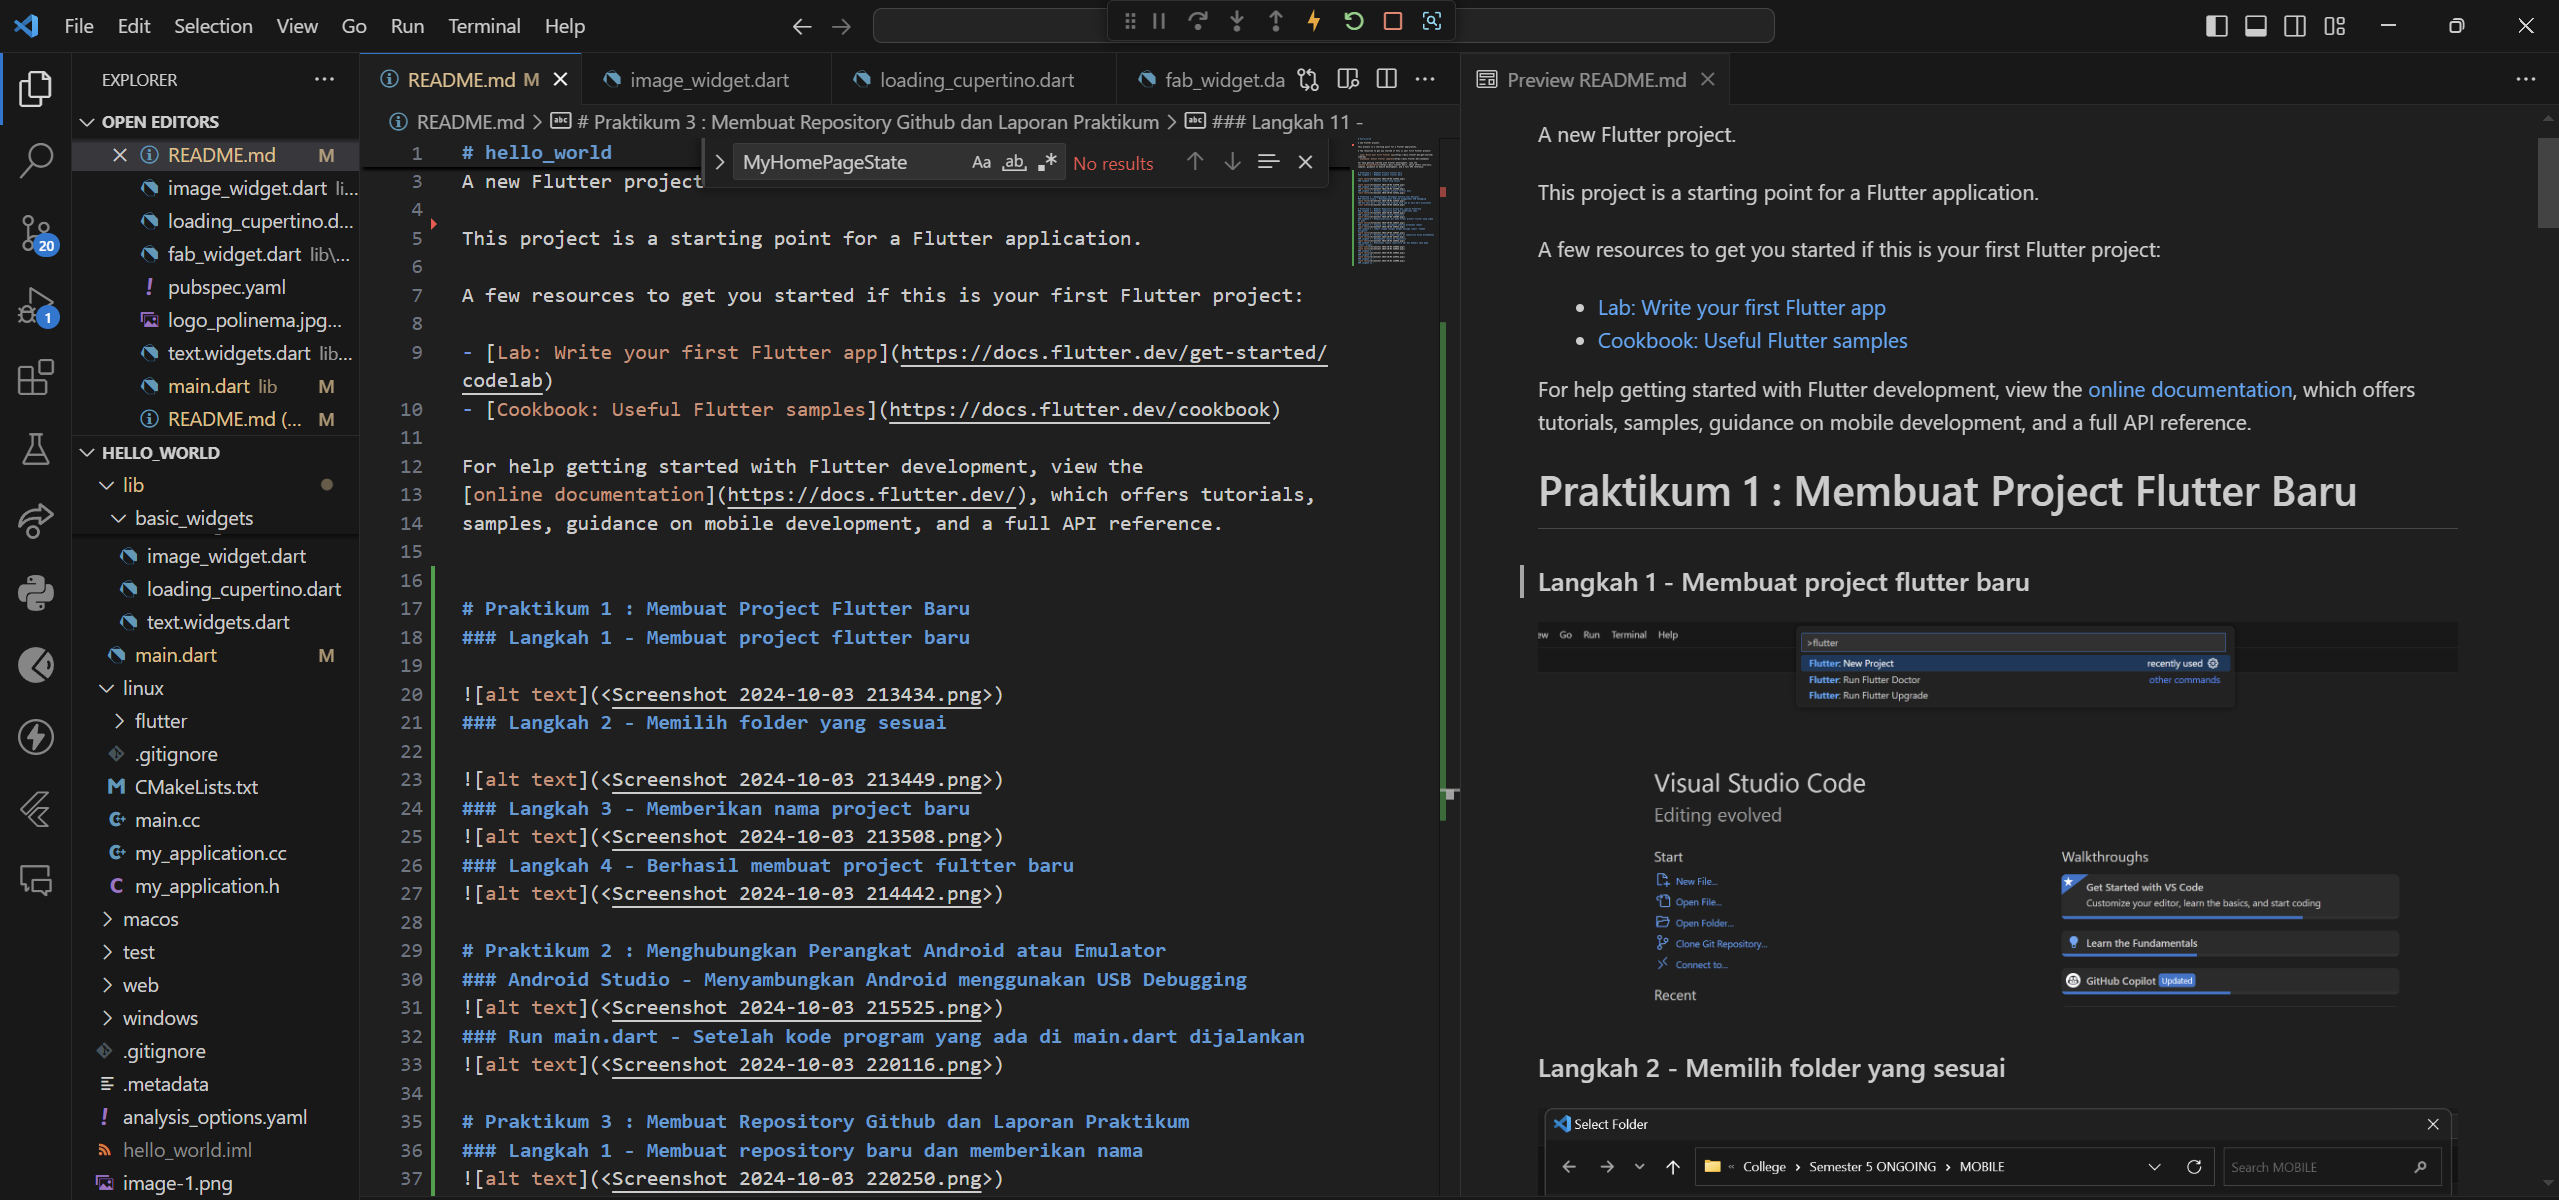 File Edit Selection View Go Run Terminal Help
EXPLORER
OPEN EDITORS
README.md M
image_widget.dart li...
loading_cupertino.d...
fab_widget.dart lib\...
pubspec.yaml
logo_polinema.jpg...
text.widgets.dart lib...
main.dart lib M
README.md (... M
HELLO_WORLD
lib
basic_widgets
image_widget.dart
loading_cupertino.dart
text.widgets.dart
main.dart M
linux
flutter
.gitignore
CMakeLists.txt
main.cc
my_application.cc
my_application.h
macos
test
web
windows
.gitignore
.metadata
analysis_options.yaml
hello_world.iml
image-1.png
20
1
README.md M
image_widget.dart
loading_cupertino.dart
fab_widget.da
README.md > # Praktikum 3 : Membuat Repository Github dan Laporan Praktikum > ### Langkah 11 -
MyHomePageState Aa ab .* No results
1 # hello_world
3 A new Flutter project
4
5 This project is a starting point for a Flutter application.
6
7 A few resources to get you started if this is your first Flutter project:
8
9 - [Lab: Write your first Flutter app](https://docs.flutter.dev/get-started/
codelab)
10 - [Cookbook: Useful Flutter samples](https://docs.flutter.dev/cookbook)
11
12 For help getting started with Flutter development, view the
13 [online documentation](https://docs.flutter.dev/), which offers tutorials,
14 samples, guidance on mobile development, and a full API reference.
15
16
17 # Praktikum 1 : Membuat Project Flutter Baru
18 ### Langkah 1 - Membuat project flutter baru
19
20 ![alt text](<Screenshot 2024-10-03 213434.png>)
21 ### Langkah 2 - Memilih folder yang sesuai
22
23 ![alt text](<Screenshot 2024-10-03 213449.png>)
24 ### Langkah 3 - Memberikan nama project baru
25 ![alt text](<Screenshot 2024-10-03 213508.png>)
26 ### Langkah 4 - Berhasil membuat project fultter baru
27 ![alt text](<Screenshot 2024-10-03 214442.png>)
28
29 # Praktikum 2 : Menghubungkan Perangkat Android atau Emulator
30 ### Android Studio - Menyambungkan Android menggunakan USB Debugging
31 ![alt text](<Screenshot 2024-10-03 215525.png>)
32 ### Run main.dart - Setelah kode program yang ada di main.dart dijalankan
33 ![alt text](<Screenshot 2024-10-03 220116.png>)
34
35 # Praktikum 3 : Membuat Repository Github dan Laporan Praktikum
36 ### Langkah 1 - Membuat repository baru dan memberikan nama
37 ![alt text](<Screenshot 2024-10-03 220250.png>)
Preview README.md
A new Flutter project.
This project is a starting point for a Flutter application.
A few resources to get you started if this is your first Flutter project:
• Lab: Write your first Flutter app
• Cookbook: Useful Flutter samples
For help getting started with Flutter development, view the online documentation, which offers
tutorials, samples, guidance on mobile development, and a full API reference.
Praktikum 1 : Membuat Project Flutter Baru
Langkah 1 - Membuat project flutter baru
ew Go Run Terminal Help
>flutter
Flutter: New Project recently used
Flutter: Run Flutter Doctor other commands
Flutter: Run Flutter Upgrade
Visual Studio Code
Editing evolved
Start
New File...
Open File...
Open Folder...
Clone Git Repository...
Connect to...
Recent
Walkthroughs
Get Started with VS Code
Customize your editor, learn the basics, and start coding
Learn the Fundamentals
GitHub Copilot Updated
Langkah 2 - Memilih folder yang sesuai
Select Folder
« College > Semester 5 ONGOING > MOBILE
Search MOBILE